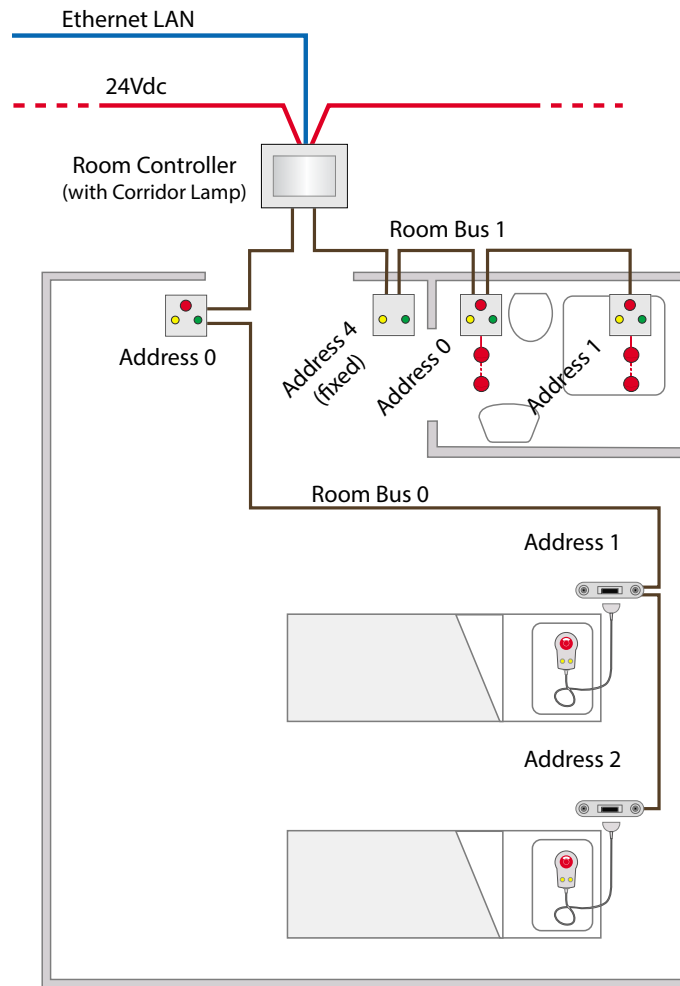 Ethernet LAN
24Vdc
Room Controller
(with Corridor Lamp)
Room Bus 1
Address 0
Address 4
(fixed)
Address 0
Address 1
Room Bus 0
Address 1
Address 2